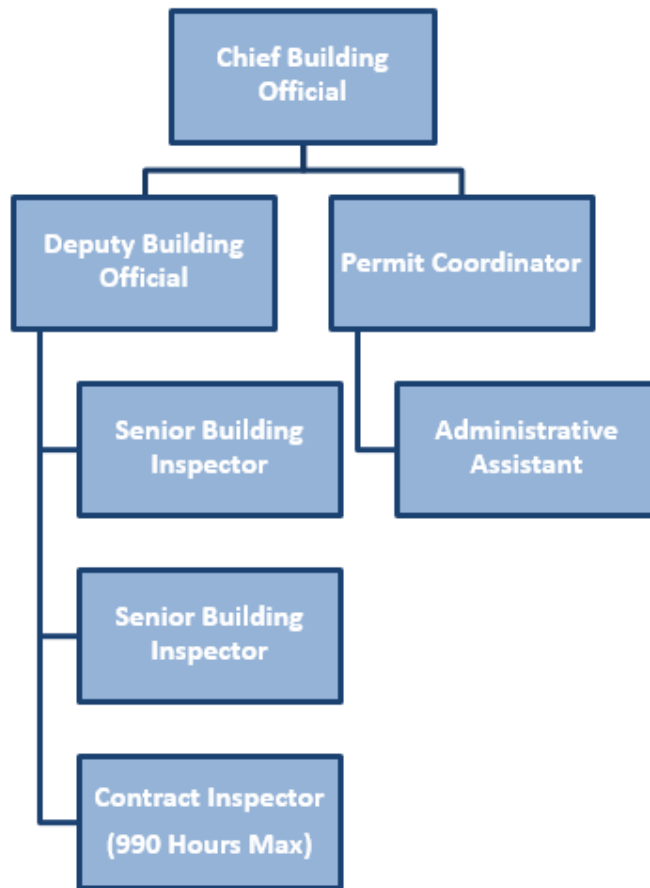 Chief Building
Official
Deputy Building
Official
Permit Coordinator
Senior Building
Inspector
Administrative
Assistant
Senior Building
Inspector
Contract Inspector
(990 Hours Max)